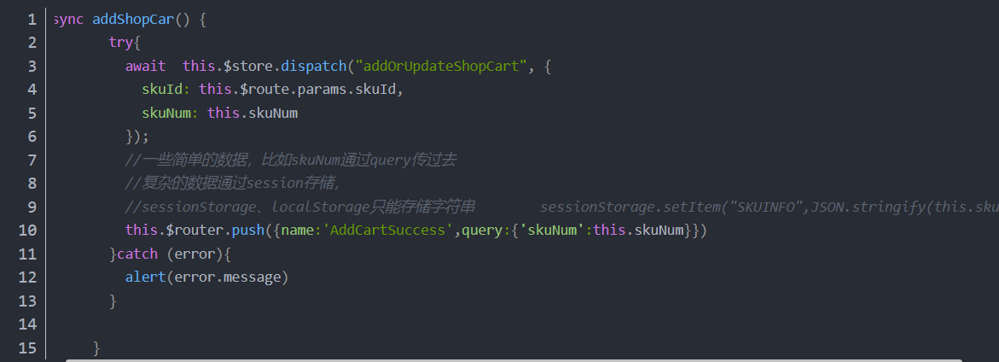 1 sync addShopCar() {
2 try{
3 await  this.$store.dispatch("addOrUpdateShopCart", {
4 skuId: this.$route.params.skuId,
5 skuNum: this.skuNum
6 });
7 //一些简单的数据，比如skuNum通过query传过去
8 //复杂的数据通过session存储，
9 //sessionStorage、localStorage只能存储字符串        sessionStorage.setItem("SKUINFO",JSON.stringify(this.sku
10 this.$router.push({name:'AddCartSuccess',query:{'skuNum':this.skuNum}})
11 }catch (error){
12 alert(error.message)
13 }
14
15 }